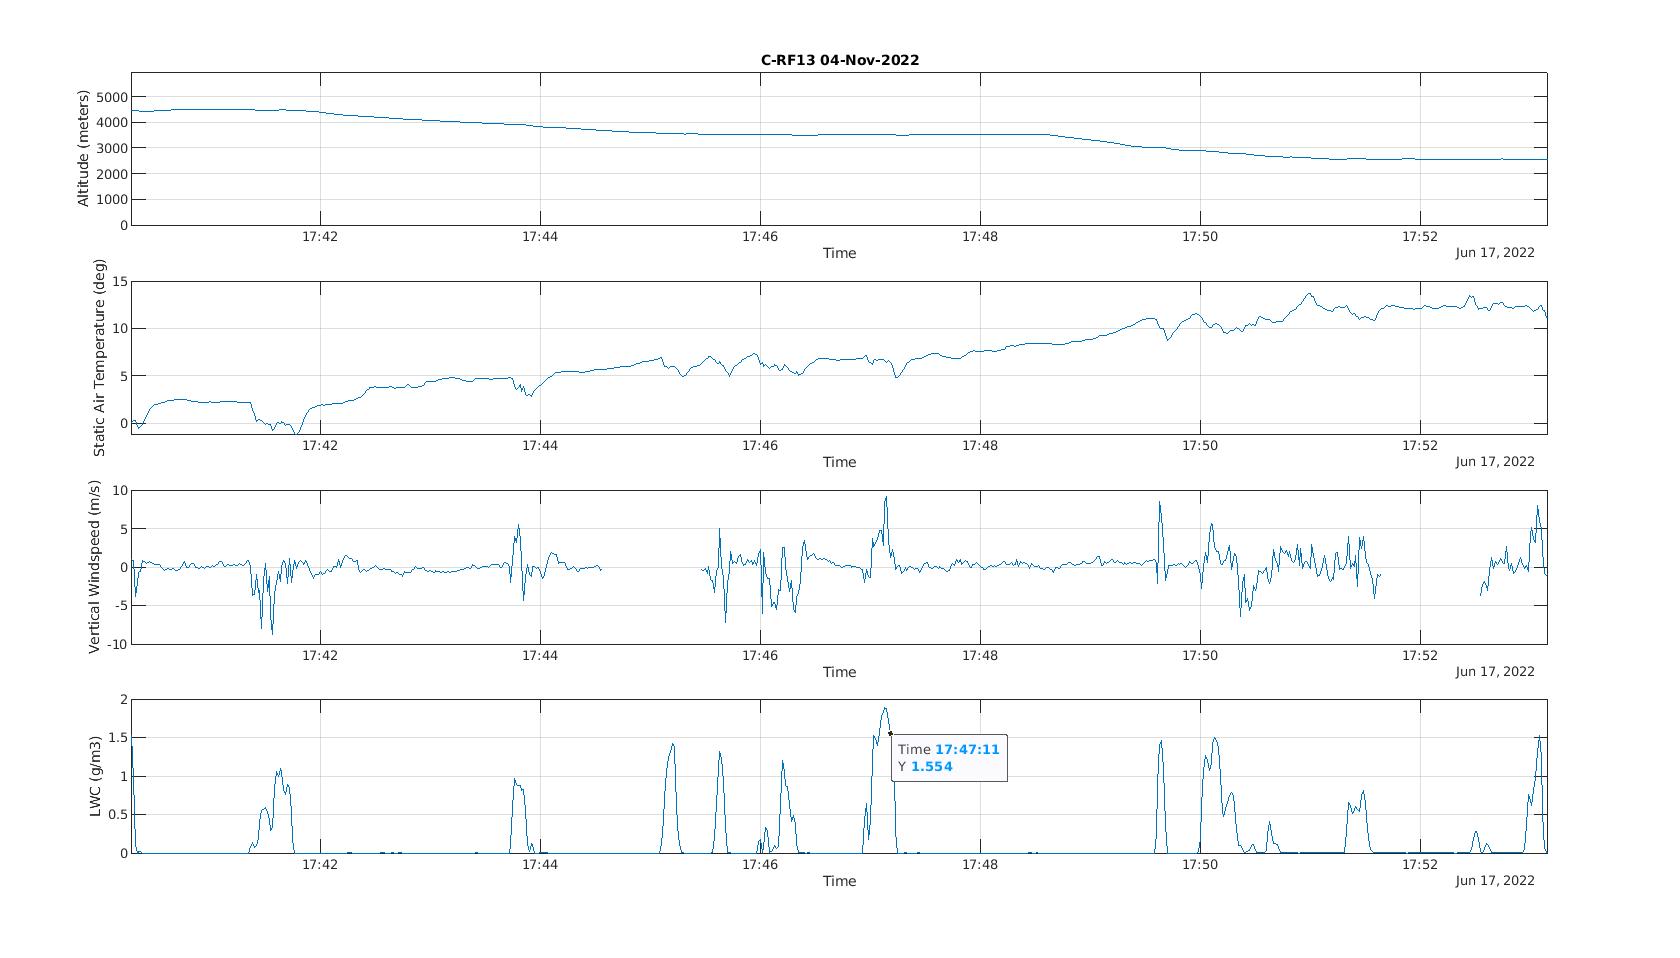 C-RF13 04-Nov-2022
Altitude (meters)
5000
4000
3000
2000
1000
0
17:42 17:44 17:46 17:48 17:50 17:52
Time
Jun 17, 2022
Static Air Temperature (deg)
15
10
5
0
17:42 17:44 17:46 17:48 17:50 17:52
Time
Jun 17, 2022
Vertical Windspeed (m/s)
10
5
0
-5
-10
17:42 17:44 17:46 17:48 17:50 17:52
Time
Jun 17, 2022
LWC (g/m3)
2
1.5
1
0.5
0
Time 17:47:11
Y 1.554
17:42 17:44 17:46 17:48 17:50 17:52
Time
Jun 17, 2022